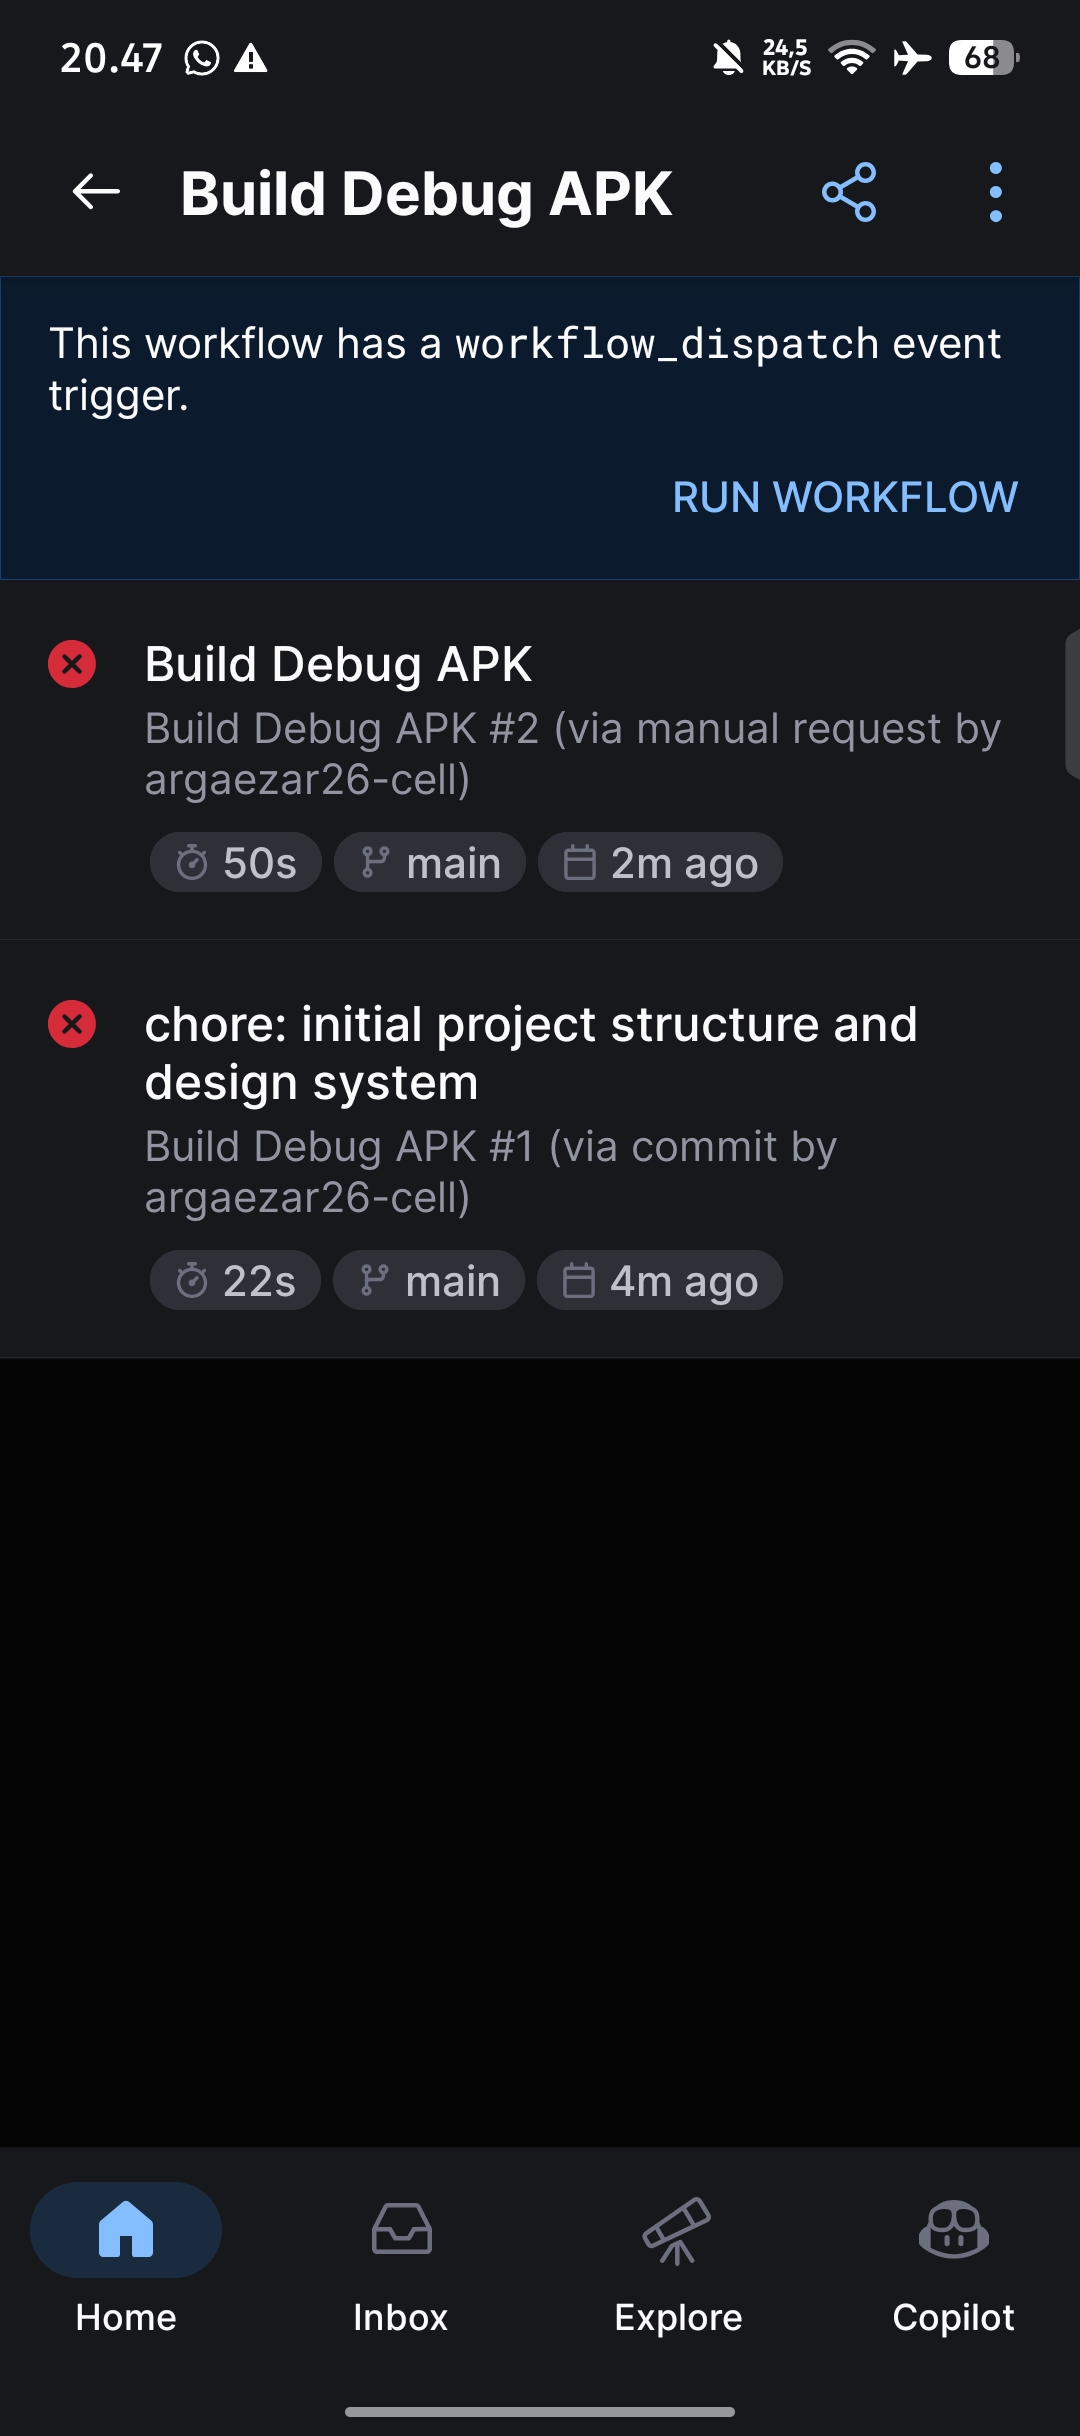 20.47
24,5
KB/S
68
Build Debug APK
This workflow has a workflow_dispatch event
trigger.
RUN WORKFLOW
Build Debug APK
Build Debug APK #2 (via manual request by
argaezar26-cell)
50s
main
2m ago
chore: initial project structure and
design system
Build Debug APK #1 (via commit by
argaezar26-cell)
22s
main
4m ago
Home
Inbox
Explore
Copilot